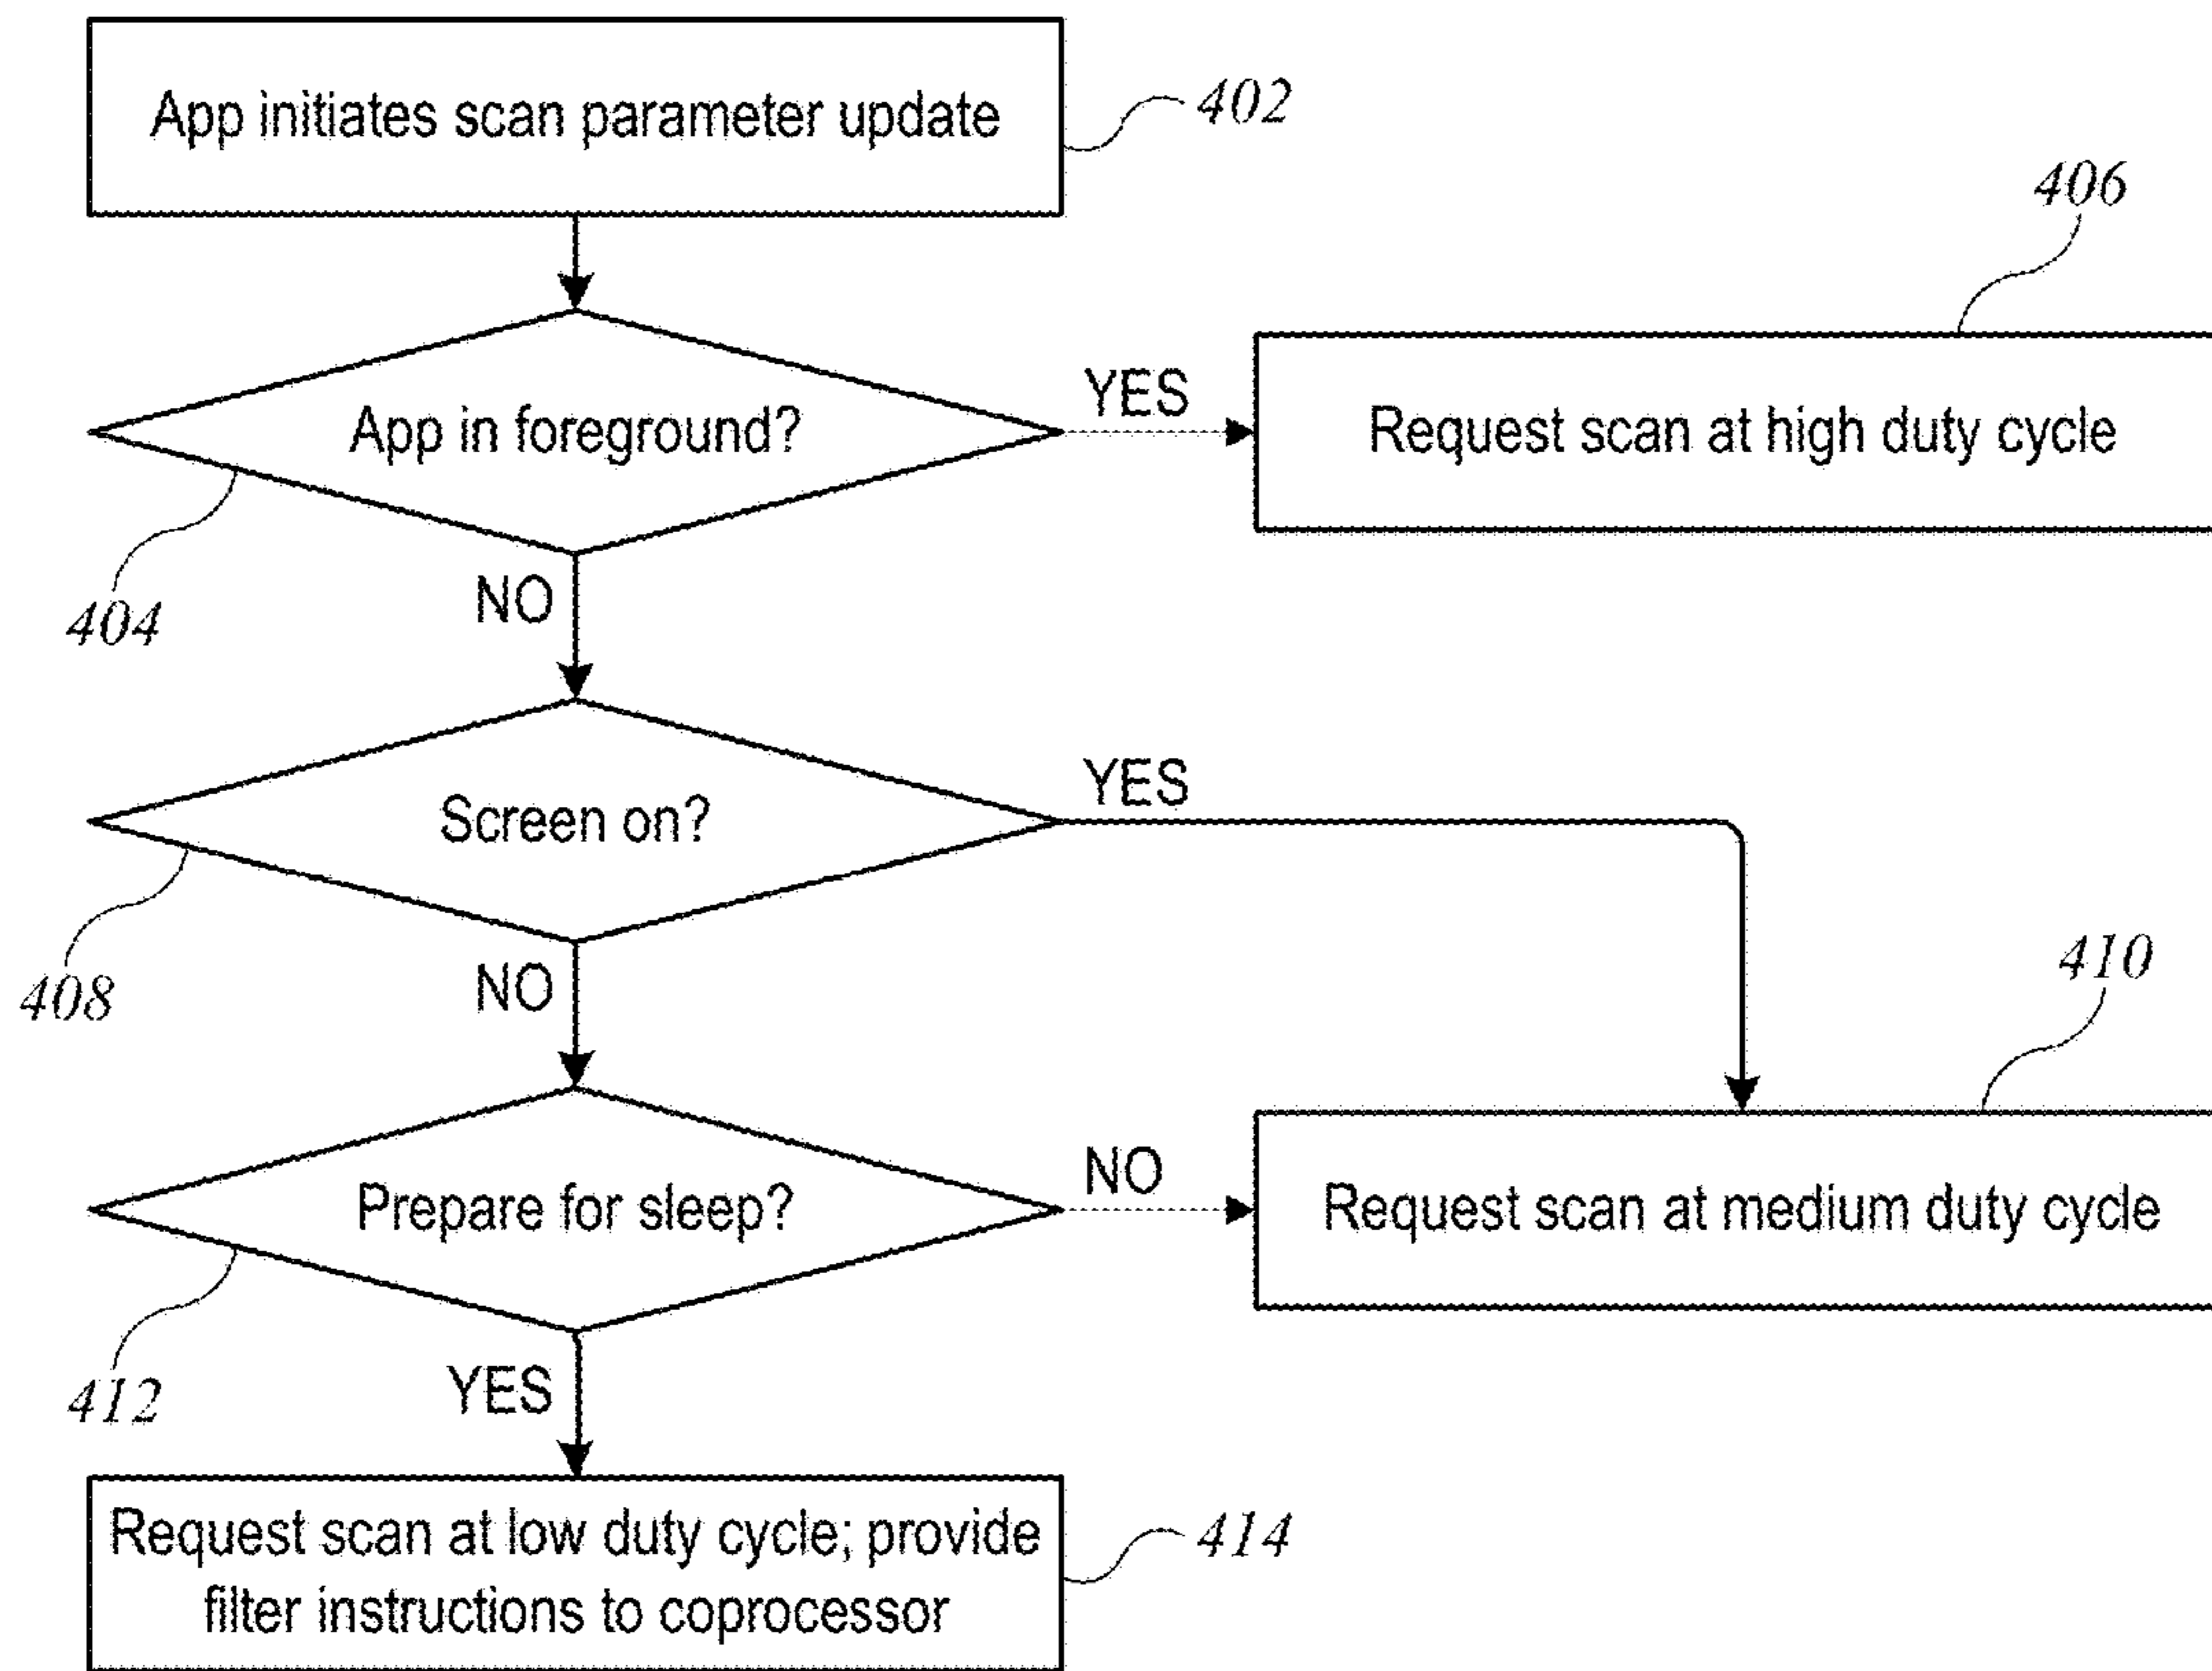 App initiates scan parameter update
402
406
App in foreground?
YES
Request scan at high duty cycle
404
NO
Screen on?
YES
408
NO
410
Prepare for sleep?
NO
Request scan at medium duty cycle
412
YES
Request scan at low duty cycle; provide
filter instructions to coprocessor
414